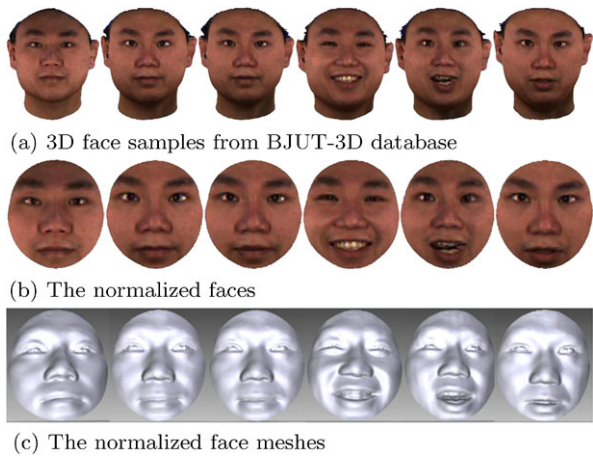 (a) 3D face samples from BJUT-3D database
(b) The normalized faces
(c) The normalized face meshes